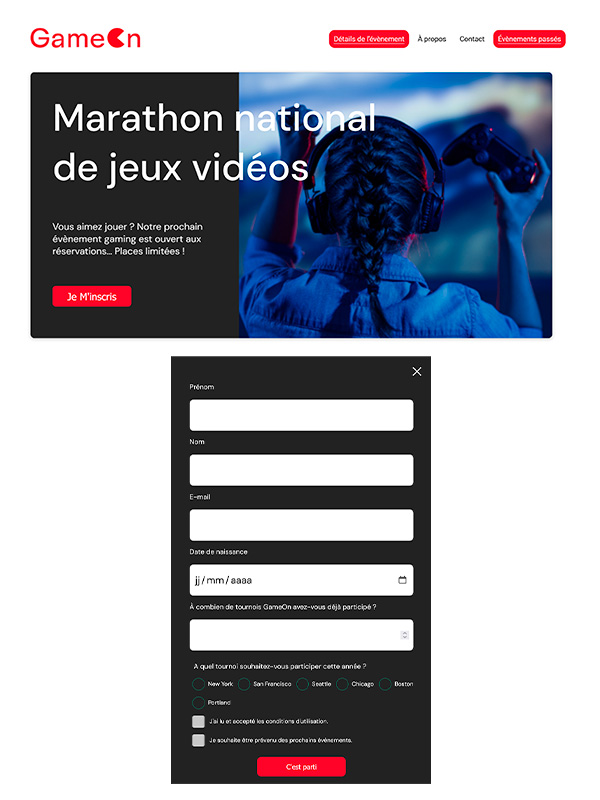 GameOn
Détails de l'évènement À propos Contact Évènements passés
Marathon national
de jeux vidéos
Vous aimez jouer ? Notre prochain
évènement gaming est ouvert aux
réservations... Places limitées !
Je M'inscris
Prénom
Nom
E-mail
Date de naissance
jj/mm/aaaa
À combien de tournois GameOn avez-vous déjà participé ?
A quel tournoi souhaitez-vous participer cette année ?
New York San Francisco Seattle Chicago Boston
Portland
J'ai lu et accepté les conditions d'utilisation.
Je souhaite être prévenu des prochains évènements.
C'est parti